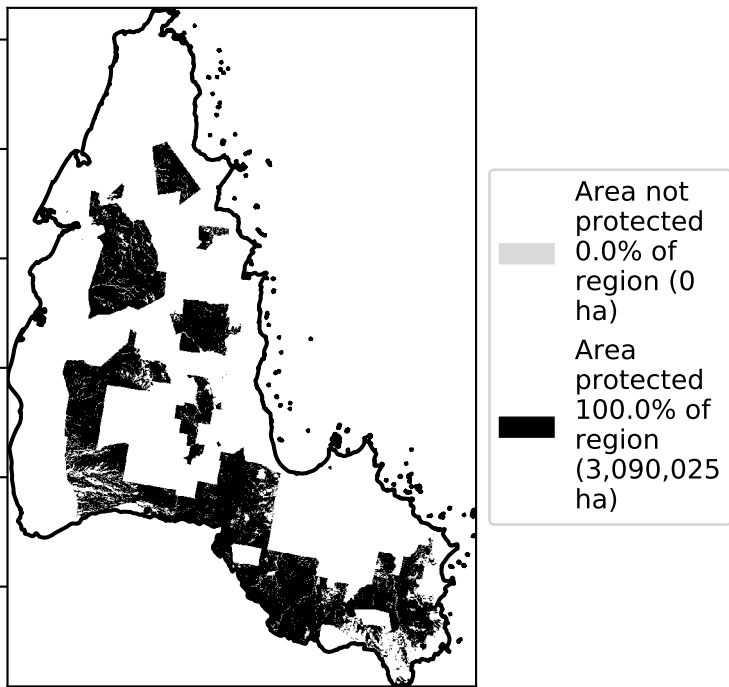 Area not
protected
0.0% of
region (0
ha)
Area
protected
100.0% of
region
(3,090,025
ha)